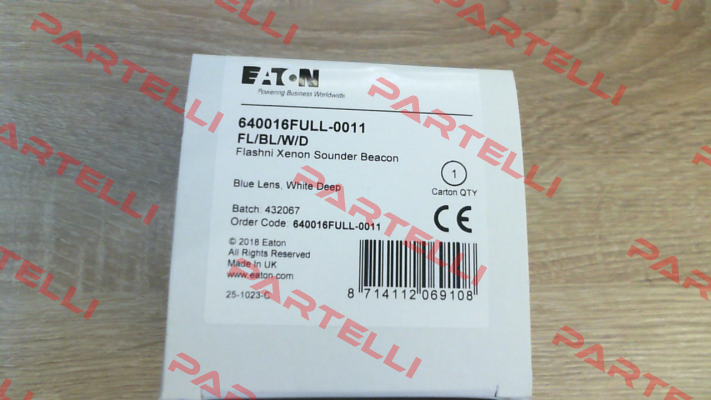 EATON
Powering Business Worldwide
640016FULL-0011
FL/BL/W/D
Flashni Xenon Sounder Beacon
1
Carton QTY
Blue Lens, White Deep
Batch: 432067
Order Code: 640016FULL-0011
CE
© 2018 Eaton
All Rights Reserved
Made In UK
www.eaton.com
25-1023-C
8 714112 069108
PARTELLI
PARTELLI
PARTELLI
PARTELLI
PARTELLI
PARTELLI
PARTELLI